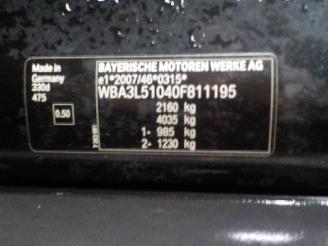 Made in
Germany
330d
475
0.50
BAYERISCHE MOTOREN WERKE AG
e1*2007/46*0315*
WBA3L51040F811195
2160 kg
4035 kg
1- 985 kg
2- 1230 kg